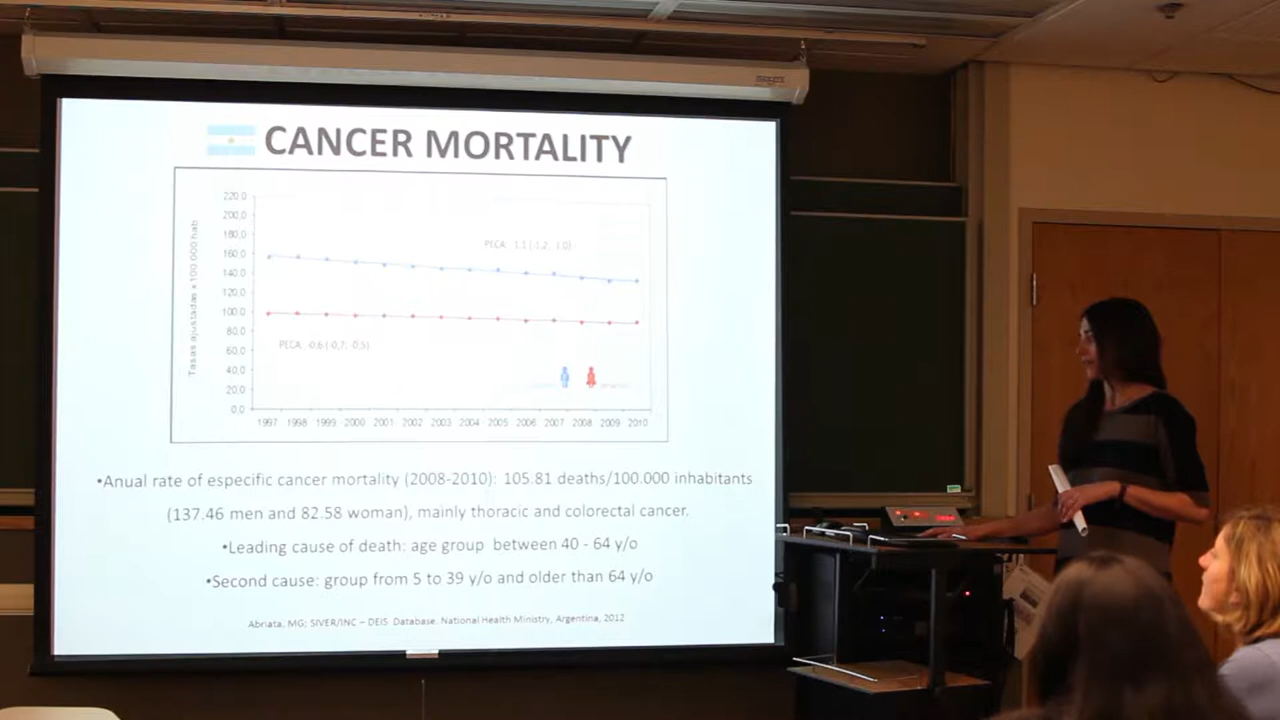 CANCER MORTALITY
Tasas ajustadas x 100.000 hab
220,0
200,0
180,0
160,0
140,0
120,0
100,0
80,0
60,0
40,0
20,0
0,0
PECA: -1,1 (-1,2; -1,0)
PECA: -0,6 (-0,7; -0,5)
1997 1998 1999 2000 2001 2002 2003 2004 2005 2006 2007 2008 2009 2010
•Anual rate of especific cancer mortality (2008-2010): 105.81 deaths/100.000 inhabitants
(137.46 men and 82.58 woman), mainly thoracic and colorectal cancer.
•Leading cause of death: age group between 40 - 64 y/o
•Second cause: group from 5 to 39 y/o and older than 64 y/o
Abriata, MG; SIVER/INC – DEIS Database. National Health Ministry, Argentina, 2012